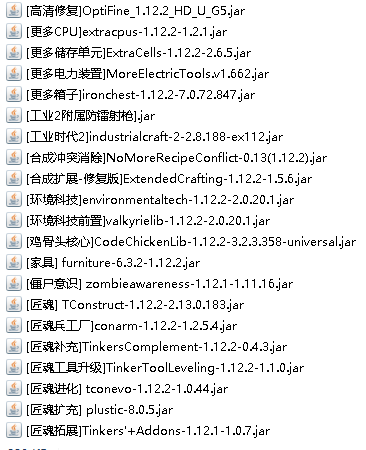 [高清修复]OptiFine_1.12.2_HD_U_G5.jar
[更多CPU]extracpus-1.12.2-1.2.1.jar
[更多储存单元]ExtraCells-1.12.2-2.6.5.jar
[更多电力装置]MoreElectricTools.v1.662.jar
[更多箱子]ironchest-1.12.2-7.0.72.847.jar
[工业2附属防镭射枪].jar
[工业时代2]industrialcraft-2-2.8.188-ex112.jar
[合成冲突消除]NoMoreRecipeConflict-0.13(1.12.2).jar
[合成扩展-修复版]ExtendedCrafting-1.12.2-1.5.6.jar
[环境科技]environmentaltech-1.12.2-2.0.20.1.jar
[环境科技前置]valkyrielib-1.12.2-2.0.20.1.jar
[鸡骨头核心]CodeChickenLib-1.12.2-3.2.3.358-universal.jar
[家具] furniture-6.3.2-1.12.2.jar
[僵尸意识] zombieawareness-1.12.1-1.11.16.jar
[匠魂] TConstruct-1.12.2-2.13.0.183.jar
[匠魂兵工厂]conarm-1.12.2-1.2.5.4.jar
[匠魂补充]TinkersComplement-1.12.2-0.4.3.jar
[匠魂工具升级]TinkerToolLeveling-1.12.2-1.1.0.jar
[匠魂进化] tconevo-1.12.2-1.0.44.jar
[匠魂扩充] plustic-8.0.5.jar
[匠魂拓展]Tinkers'+Addons-1.12.1-1.0.7.jar